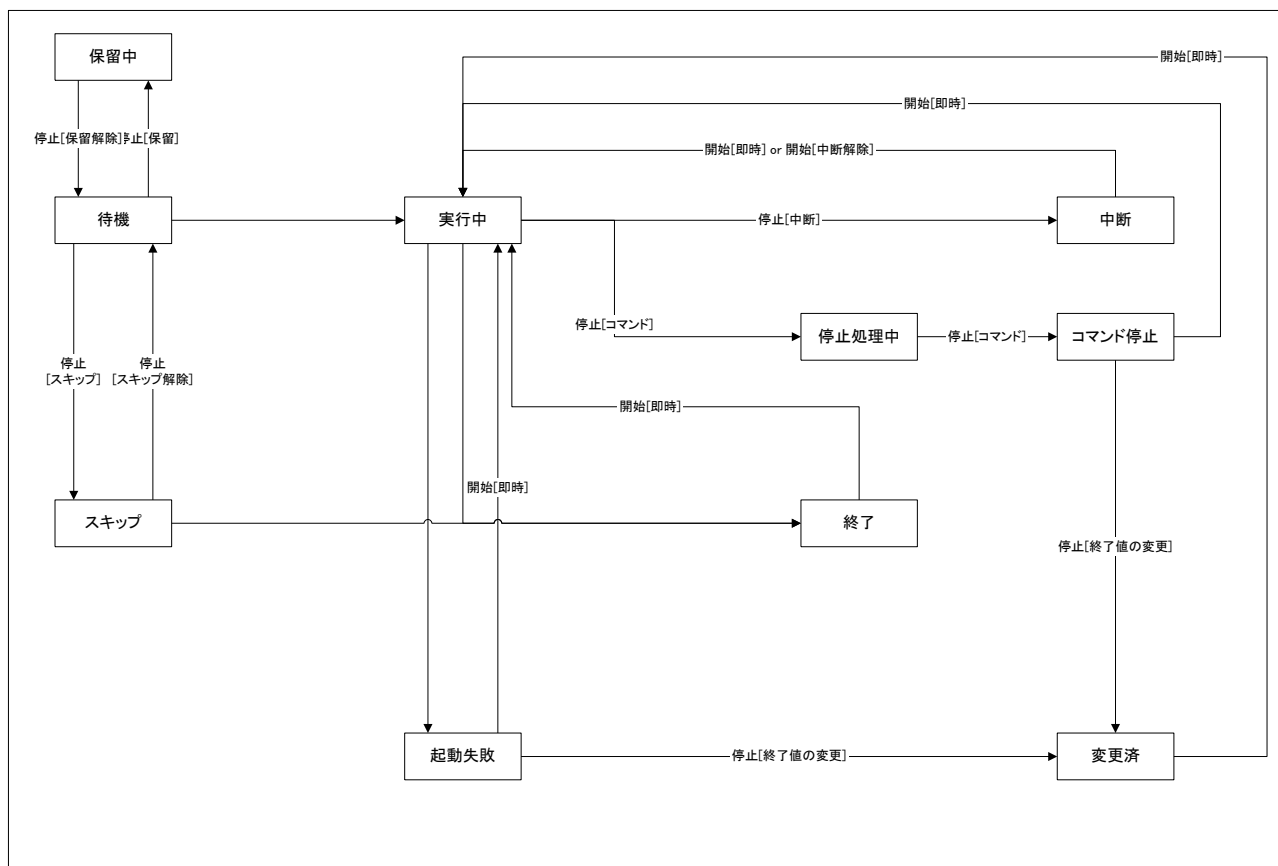 保留中
開始[即時]
開始[即時]
停止[保留解除]
停止[保留]
開始[即時] or 開始[中断解除]
待機
実行中
停止[中断]
中断
停止[コマンド]
停止処理中
停止[コマンド]
コマンド停止
停止
[スキップ]
停止
[スキップ解除]
開始[即時]
開始[即時]
スキップ
終了
停止[終了値の変更]
起動失敗
停止[終了値の変更]
変更済